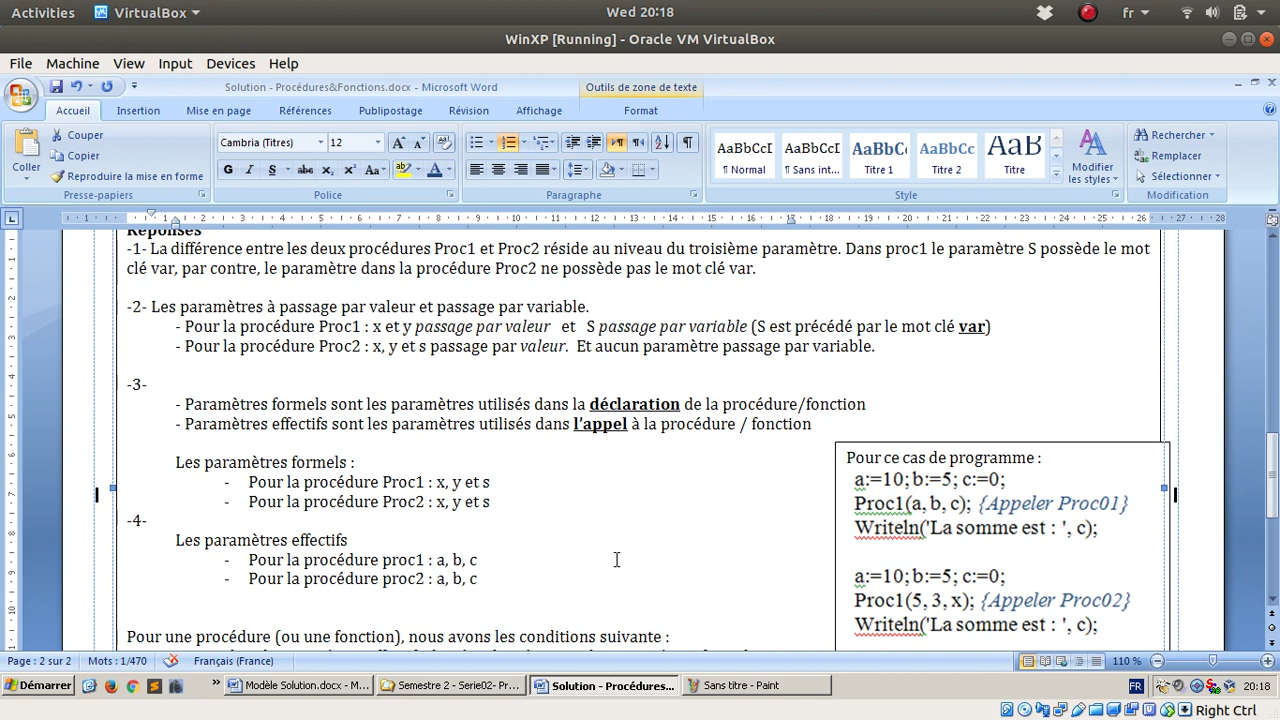 Activities VirtualBox Wed 20:18 fr
WinXP [Running] - Oracle VM VirtualBox
File Machine View Input Devices Help
Solution - Procédures&Fonctions.docx - Microsoft Word Outils de zone de texte
Accueil Insertion Mise en page Références Publipostage Révision Affichage Format
Coller
Couper
Copier
Reproduire la mise en forme
Presse-papiers
Cambria (Titres) 12
G I S abc x₂ x² Aa
Police
Paragraphe
AaBbCcI AaBbCcI AaBbC AaBbCc AaB
¶ Normal ¶ Sans int... Titre 1 Titre 2 Titre
Modifier les styles
Style
Rechercher
Remplacer
Sélectionner
Modification
Réponses
-1- La différence entre les deux procédures Proc1 et Proc2 réside au niveau du troisième paramètre. Dans proc1 le paramètre S possède le mot
clé var, par contre, le paramètre dans la procédure Proc2 ne possède pas le mot clé var.
-2- Les paramètres à passage par valeur et passage par variable.
- Pour la procédure Proc1 : x et y passage par valeur et S passage par variable (S est précédé par le mot clé var)
- Pour la procédure Proc2 : x, y et s passage par valeur. Et aucun paramètre passage par variable.
-3-
- Paramètres formels sont les paramètres utilisés dans la déclaration de la procédure/fonction
- Paramètres effectifs sont les paramètres utilisés dans l'appel à la procédure / fonction
Les paramètres formels :
- Pour la procédure Proc1 : x, y et s
- Pour la procédure Proc2 : x, y et s
-4-
Les paramètres effectifs
- Pour la procédure proc1 : a, b, c
- Pour la procédure proc2 : a, b, c
Pour une procédure (ou une fonction), nous avons les conditions suivante :
Pour ce cas de programme :
a:=10; b:=5; c:=0;
Proc1(a, b, c); {Appeler Proc01}
Writeln('La somme est : ', c);
a:=10; b:=5; c:=0;
Proc1(5, 3, x); {Appeler Proc02}
Writeln('La somme est : ', c);
Page : 2 sur 2 Mots : 1/470 Français (France) 110 %
Démarrer Modèle Solution.docx - M... Semestre 2 - Serie02- Pr... Solution - Procédures... Sans titre - Paint FR 20:18
Right Ctrl